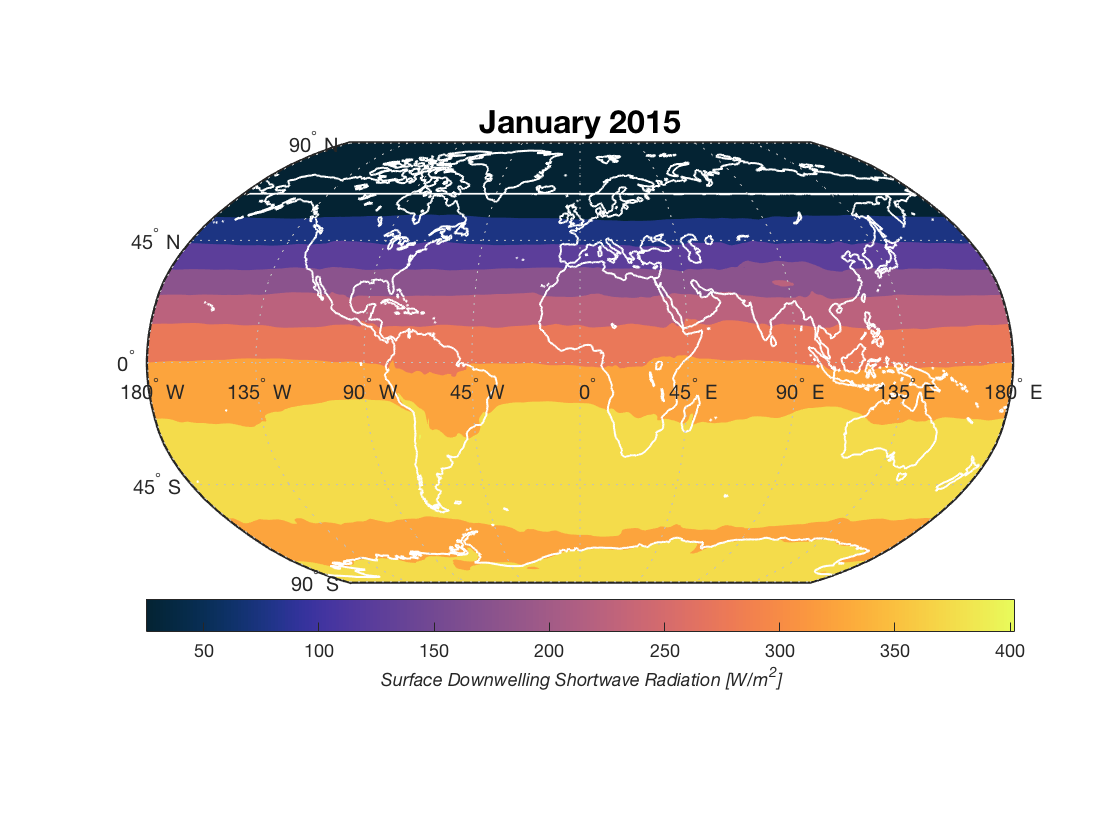 January 2015
90° N
45° N
0°
180° W 135° W 90° W 45° W 0° 45° E 90° E 135° E 180° E
45° S
90° S
50 100 150 200 250 300 350 400
Surface Downwelling Shortwave Radiation [W/m²]